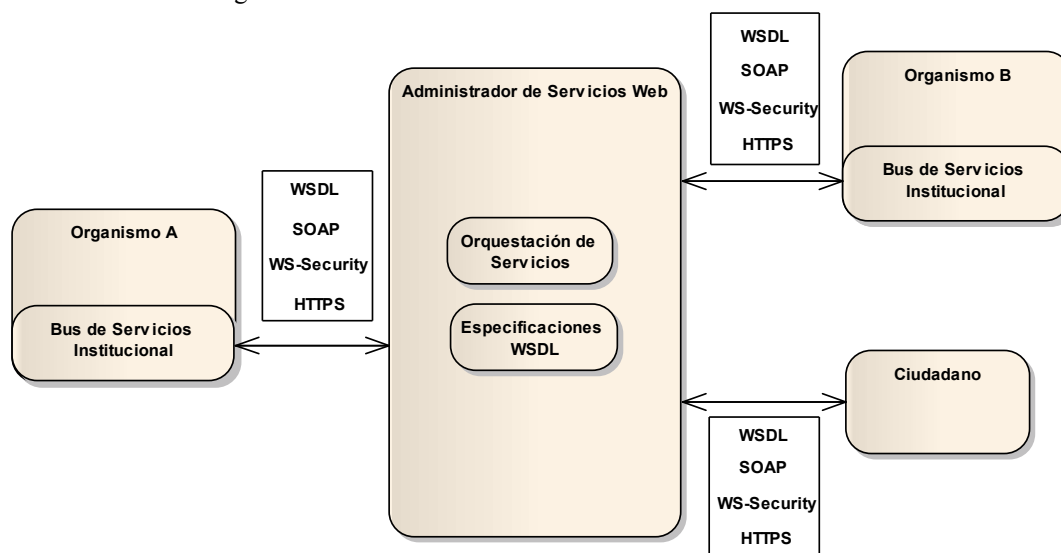 Administrador de Servicios Web
Orquestación de
Servicios
Especificaciones
WSDL
Organismo A
Bus de Servicios
Institucional
WSDL
SOAP
WS-Security
HTTPS
WSDL
SOAP
WS-Security
HTTPS
Organismo B
Bus de Servicios
Institucional
Ciudadano
WSDL
SOAP
WS-Security
HTTPS